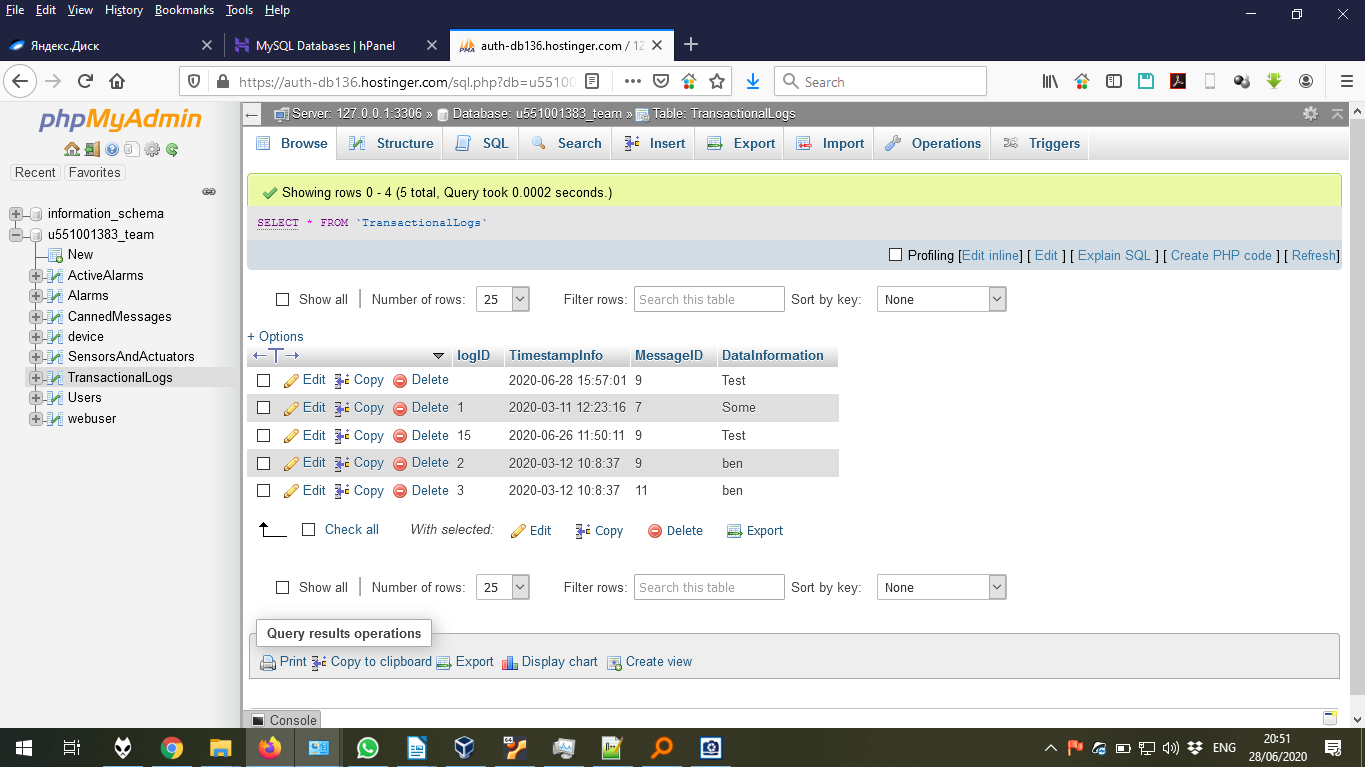 File Edit View History Bookmarks Tools Help
Яндекс.Диск MySQL Databases | hPanel auth-db136.hostinger.com / 12
https://auth-db136.hostinger.com/sql.php?db=u55100 Search
phpMyAdmin
Recent Favorites
information_schema
u551001383_team
New
ActiveAlarms
Alarms
CannedMessages
device
SensorsAndActuators
TransactionalLogs
Users
webuser
Server: 127.0.0.1:3306 » Database: u551001383_team » Table: TransactionalLogs
Browse Structure SQL Search Insert Export Import Operations Triggers
Showing rows 0 - 4 (5 total, Query took 0.0002 seconds.)
SELECT * FROM `TransactionalLogs`
Profiling [Edit inline] [ Edit ] [ Explain SQL ] [ Create PHP code ] [ Refresh]
Show all | Number of rows: 25 Filter rows: Search this table Sort by key: None
+ Options
←T→ logID TimestampInfo MessageID DataInformation
Edit Copy Delete 2020-06-28 15:57:01 9 Test
Edit Copy Delete 1 2020-03-11 12:23:16 7 Some
Edit Copy Delete 15 2020-06-26 11:50:11 9 Test
Edit Copy Delete 2 2020-03-12 10:8:37 9 ben
Edit Copy Delete 3 2020-03-12 10:8:37 11 ben
Check all With selected: Edit Copy Delete Export
Show all | Number of rows: 25 Filter rows: Search this table Sort by key: None
Query results operations
Print Copy to clipboard Export Display chart Create view
Console
ENG 20:51
28/06/2020